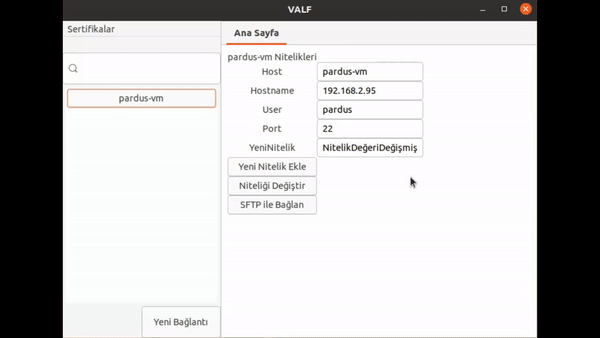 VALF
Sertifikalar
pardus-vm
Yeni Bağlantı
Ana Sayfa
pardus-vm Nitelikleri
Host pardus-vm
Hostname 192.168.2.95
User pardus
Port 22
YeniNitelik NitelikDeğeriDeğişmiş
Yeni Nitelik Ekle
Niteliği Değiştir
SFTP ile Bağlan